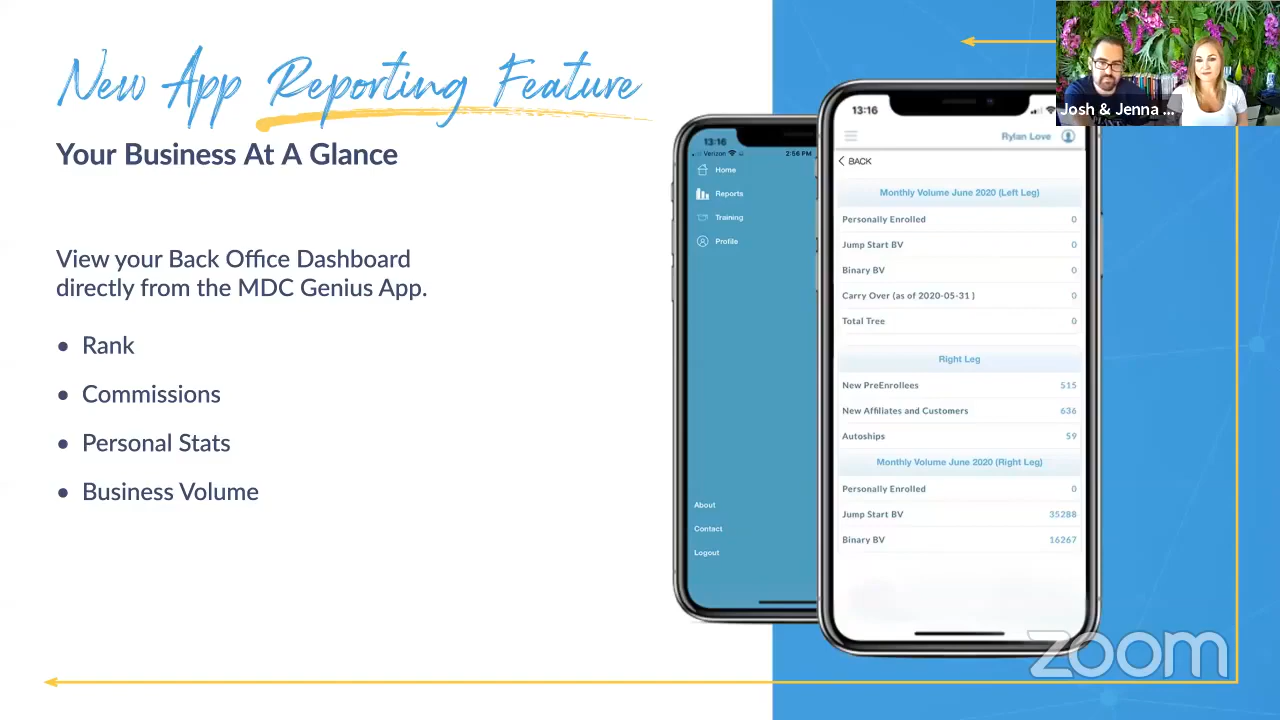 New App Reporting Feature
Your Business At A Glance
View your Back Office Dashboard
directly from the MDC Genius App.
• Rank
• Commissions
• Personal Stats
• Business Volume
13:16
Verizon 2:56 PM
Home
Reports
Training
Profile
About
Contact
Logout
13:16
Rylan Love
BACK
Monthly Volume June 2020 (Left Leg)
Personally Enrolled 0
Jump Start BV 0
Binary BV 0
Carry Over (as of 2020-05-31 ) 0
Total Tree 0
Right Leg
New PreEnrollees 515
New Affiliates and Customers 636
Autoships 59
Monthly Volume June 2020 (Right Leg)
Personally Enrolled 0
Jump Start BV 35288
Binary BV 16267
Josh & Jenna ...
zoom